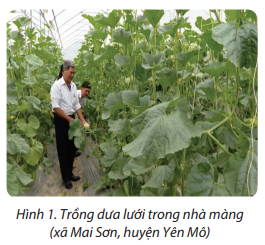 Hình 1. Trồng dưa lưới trong nhà màng
(xã Mai Sơn, huyện Yên Mô)